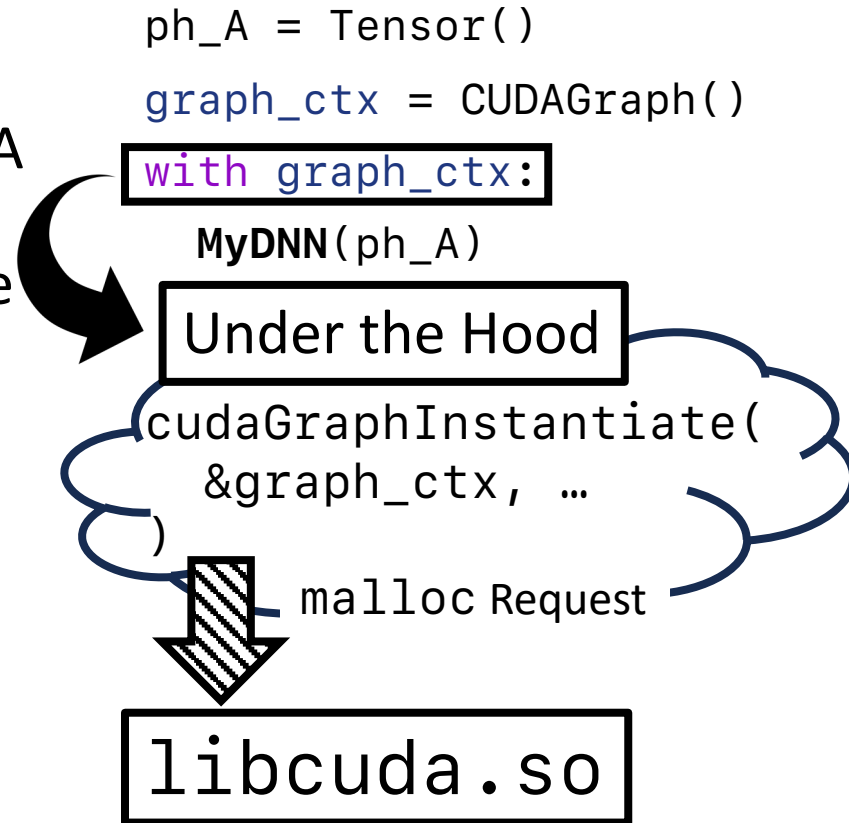 ph_A = Tensor()
graph_ctx = CUDAGraph()
A
with graph_ctx:
MyDNN(ph_A)
e
Under the Hood
cudaGraphInstantiate(
&graph_ctx, …
)
malloc Request
libcuda.so